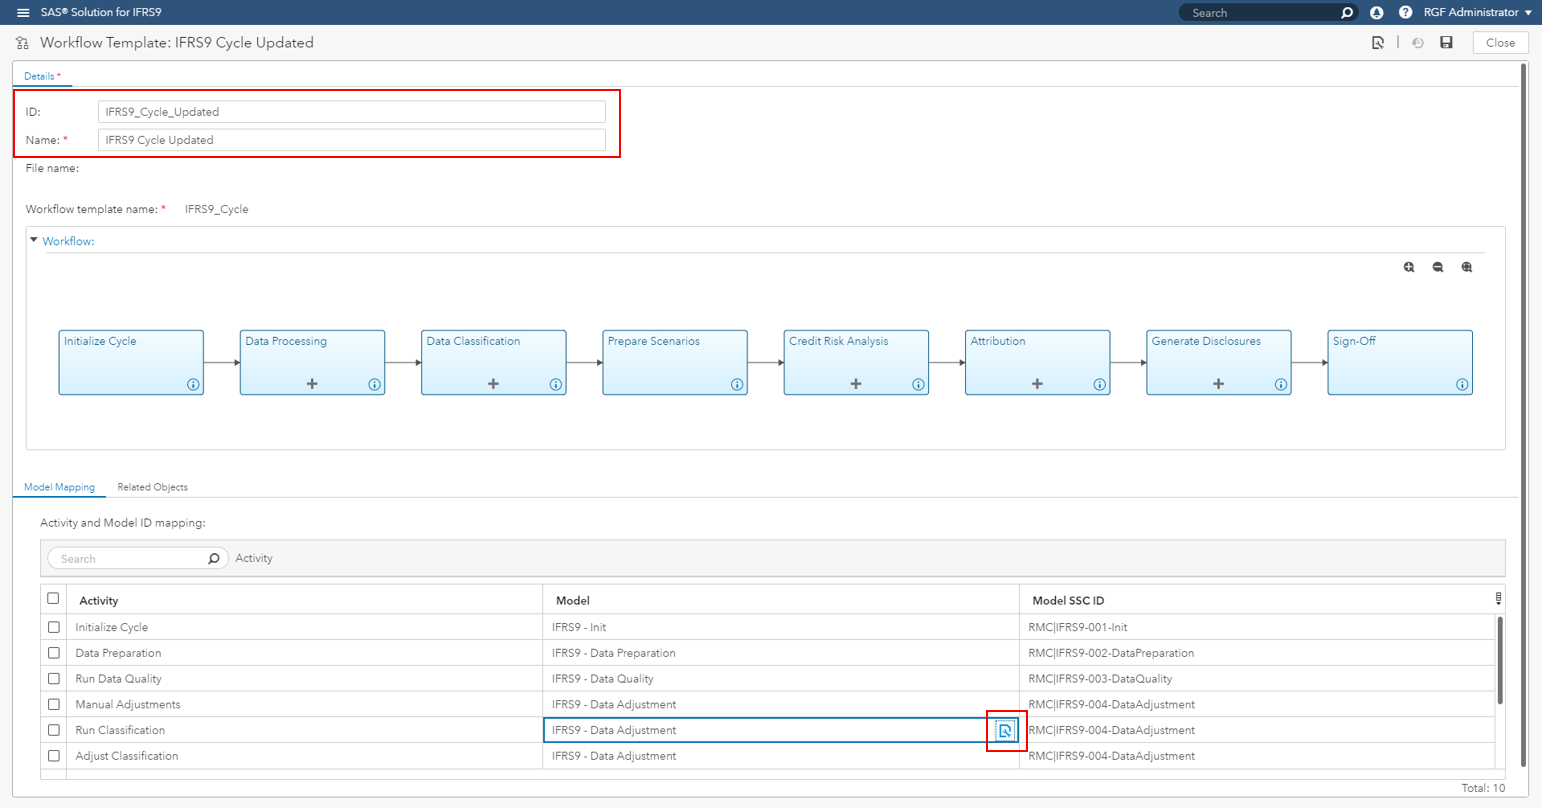 SAS® Solution for IFRS9
Search
RGF Administrator
Workflow Template: IFRS9 Cycle Updated
Close
Details *
ID: IFRS9_Cycle_Updated
Name: * IFRS9 Cycle Updated
File name:
Workflow template name: * IFRS9_Cycle
Workflow:
Initialize Cycle
Data Processing
Data Classification
Prepare Scenarios
Credit Risk Analysis
Attribution
Generate Disclosures
Sign-Off
Model Mapping Related Objects
Activity and Model ID mapping:
Search Activity
Activity Model Model SSC ID
Initialize Cycle IFRS9 - Init RMC|IFRS9-001-Init
Data Preparation IFRS9 - Data Preparation RMC|IFRS9-002-DataPreparation
Run Data Quality IFRS9 - Data Quality RMC|IFRS9-003-DataQuality
Manual Adjustments IFRS9 - Data Adjustment RMC|IFRS9-004-DataAdjustment
Run Classification IFRS9 - Data Adjustment RMC|IFRS9-004-DataAdjustment
Adjust Classification IFRS9 - Data Adjustment RMC|IFRS9-004-DataAdjustment
Total: 10